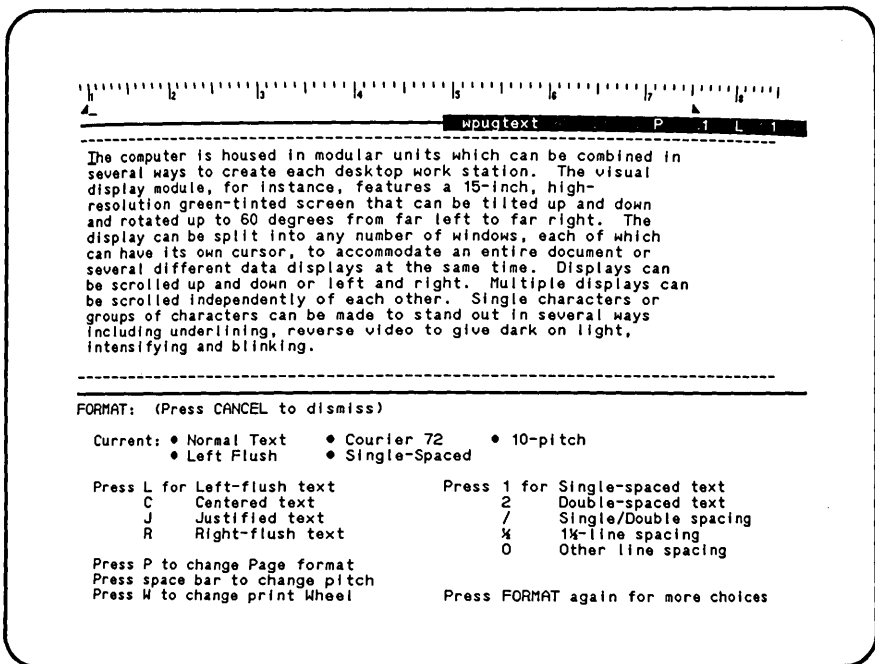 1 2 3 4 5 6 7 8
wpugtext P 1 L 1
The computer is housed in modular units which can be combined in
several ways to create each desktop work station. The visual
display module, for instance, features a 15-inch, high-
resolution green-tinted screen that can be tilted up and down
and rotated up to 60 degrees from far left to far right. The
display can be split into any number of windows, each of which
can have its own cursor, to accommodate an entire document or
several different data displays at the same time. Displays can
be scrolled up and down or left and right. Multiple displays can
be scrolled independently of each other. Single characters or
groups of characters can be made to stand out in several ways
including underlining, reverse video to give dark on light,
intensifying and blinking.
FORMAT: (Press CANCEL to dismiss)
Current: • Normal Text • Courier 72 • 10-pitch
• Left Flush • Single-Spaced
Press L for Left-flush text Press 1 for Single-spaced text
C Centered text 2 Double-spaced text
J Justified text / Single/Double spacing
R Right-flush text ½ 1½-line spacing
O Other line spacing
Press P to change Page format
Press space bar to change pitch
Press W to change print Wheel Press FORMAT again for more choices